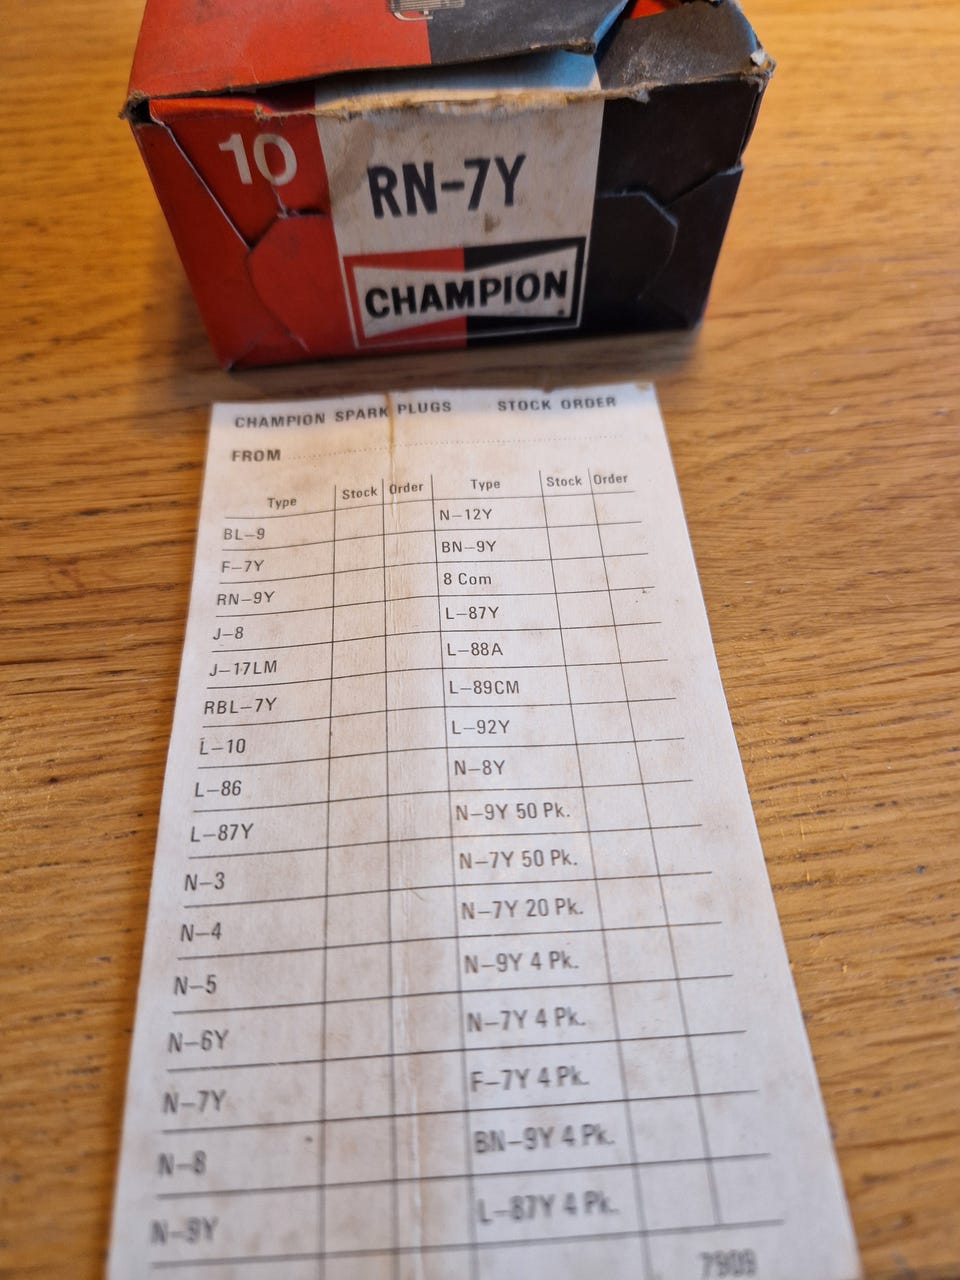 10
RN-7Y
CHAMPION
CHAMPION SPARK PLUGS STOCK ORDER
FROM
Type Stock Order Type Stock Order
BL-9 N-12Y
F-7Y BN-9Y
RN-9Y 8 Com
J-8 L-87Y
J-17LM L-88A
RBL-7Y L-89CM
L-10 L-92Y
L-86 N-8Y
L-87Y N-9Y 50 Pk.
N-3 N-7Y 50 Pk.
N-4 N-7Y 20 Pk.
N-5 N-9Y 4 Pk.
N-6Y N-7Y 4 Pk.
N-7Y F-7Y 4 Pk.
N-8 BN-9Y 4 Pk.
N-9Y L-87Y 4 Pk.
7909